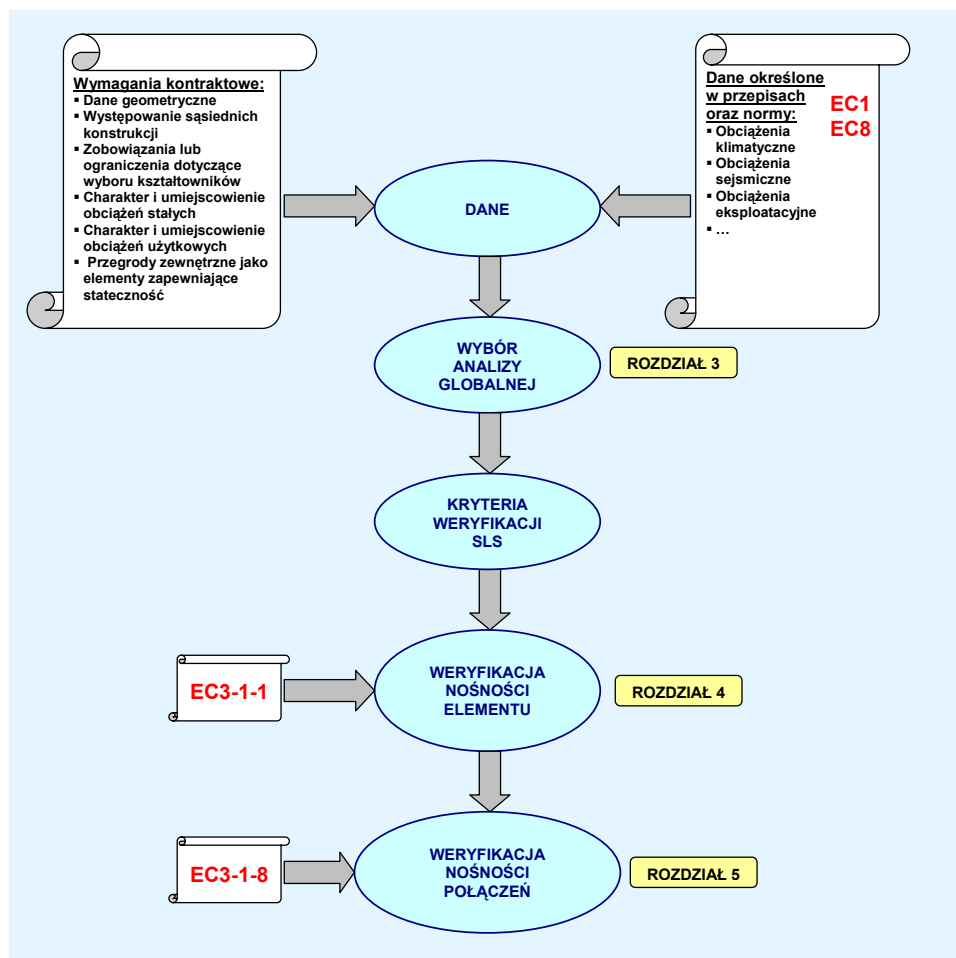 Wymagania kontraktowe:
▪ Dane geometryczne
▪ Występowanie sąsiednich
konstrukcji
▪ Zobowiązania lub
ograniczenia dotyczące
wyboru kształtowników
▪ Charakter i umiejscowienie
obciążeń stałych
▪ Charakter i umiejscowienie
obciążeń użytkowych
▪ Przegrody zewnętrzne jako
elementy zapewniające
stateczność
Dane określone
w przepisach
oraz normy:
EC1
EC8
▪ Obciążenia
klimatyczne
▪ Obciążenia
sejsmiczne
▪ Obciążenia
eksploatacyjne
▪ …
DANE
WYBÓR
ANALIZY
GLOBALNEJ
ROZDZIAŁ 3
KRYTERIA
WERYFIKACJI
SLS
EC3-1-1
WERYFIKACJA
NOŚNOŚCI
ELEMENTU
ROZDZIAŁ 4
EC3-1-8
WERYFIKACJA
NOŚNOŚCI
POŁĄCZEŃ
ROZDZIAŁ 5